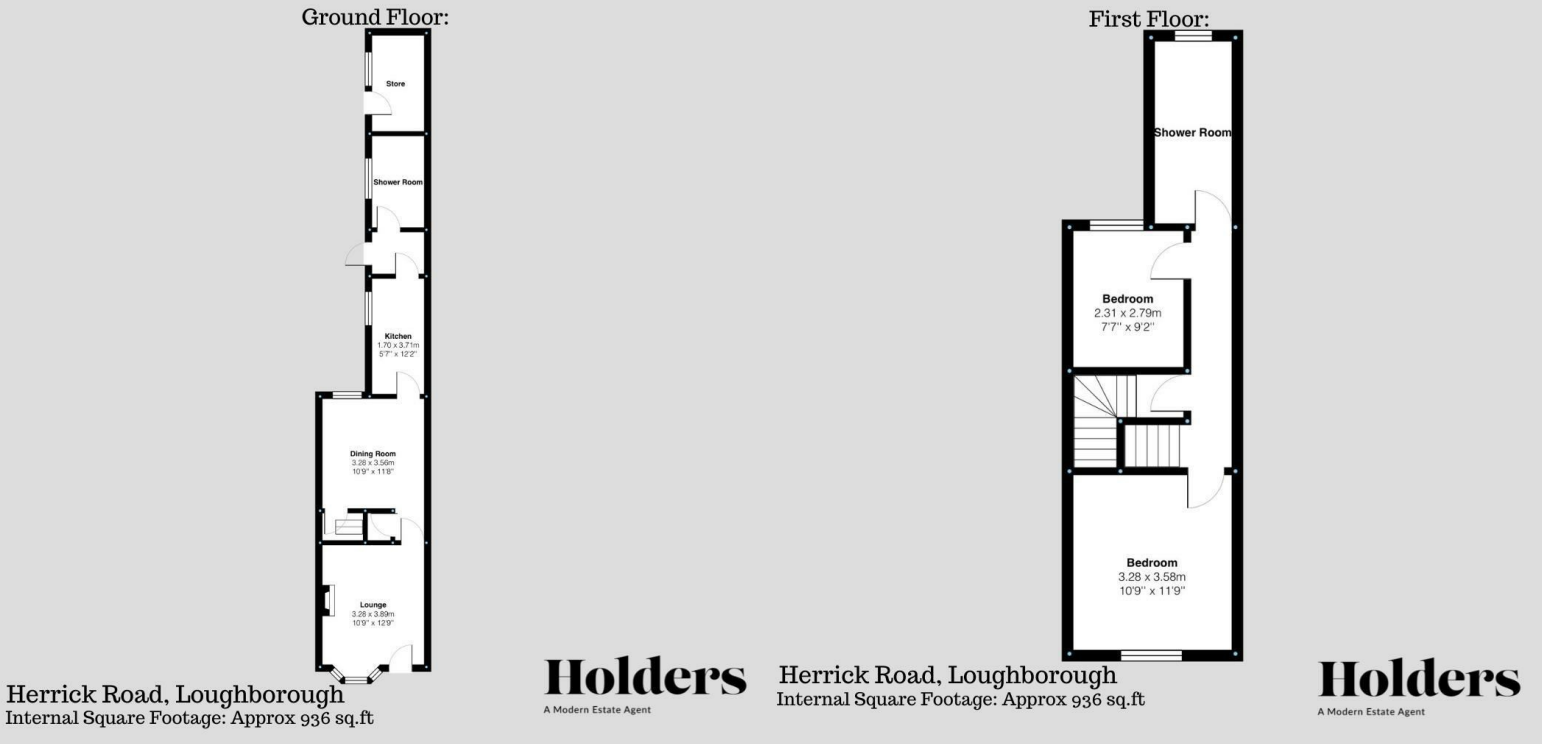 Ground Floor:
Store
Shower Room
Kitchen
1.70 x 3.71m
5'7" x 12'2"
Dining Room
3.28 x 3.56m
10'9" x 11'8"
Lounge
3.28 x 3.89m
10'9" x 12'9"
Herrick Road, Loughborough
Internal Square Footage: Approx 936 sq.ft
Holders
A Modern Estate Agent
First Floor:
Shower Room
Bedroom
2.31 x 2.79m
7'7" x 9'2"
Bedroom
3.28 x 3.58m
10'9" x 11'9"
Herrick Road, Loughborough
Internal Square Footage: Approx 936 sq.ft
Holders
A Modern Estate Agent